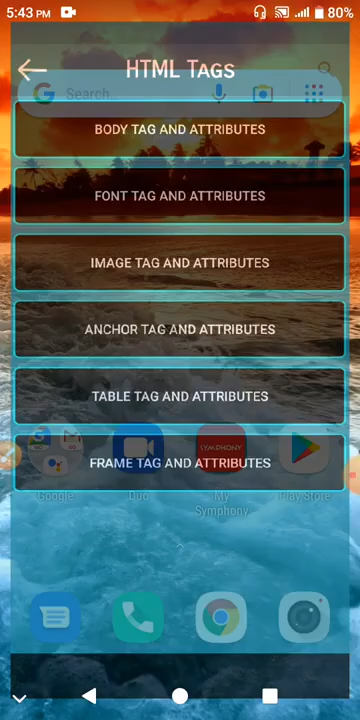 5:43 PM
80%
HTML TAGS
Search...
BODY TAG AND ATTRIBUTES
FONT TAG AND ATTRIBUTES
IMAGE TAG AND ATTRIBUTES
ANCHOR TAG AND ATTRIBUTES
TABLE TAG AND ATTRIBUTES
SYMPHONY
FRAME TAG AND ATTRIBUTES
Google
Duo
My Symphony
Play Store